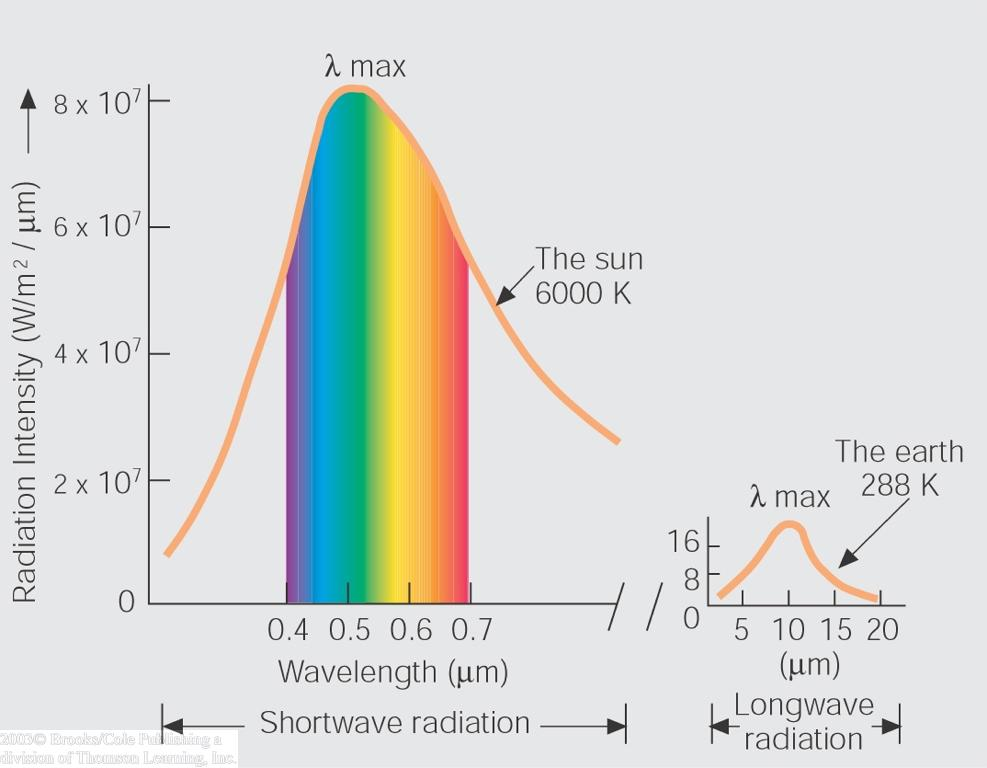 λ max
Radiation Intensity (W/m² / μm)
8 x 10⁷
6 x 10⁷
4 x 10⁷
2 x 10⁷
0
The sun
6000 K
0.4 0.5 0.6 0.7
Wavelength (μm)
Shortwave radiation
The earth
288 K
λ max
16
8
0
5 10 15 20
(μm)
Longwave
radiation
2003© Brooks/Cole Publishing a
division of Thomson Learning, Inc.